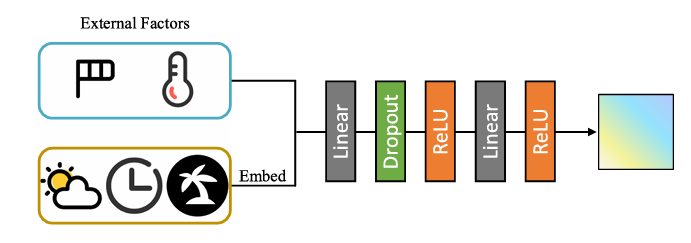 External Factors
Embed
Linear
Dropout
ReLU
Linear
ReLU